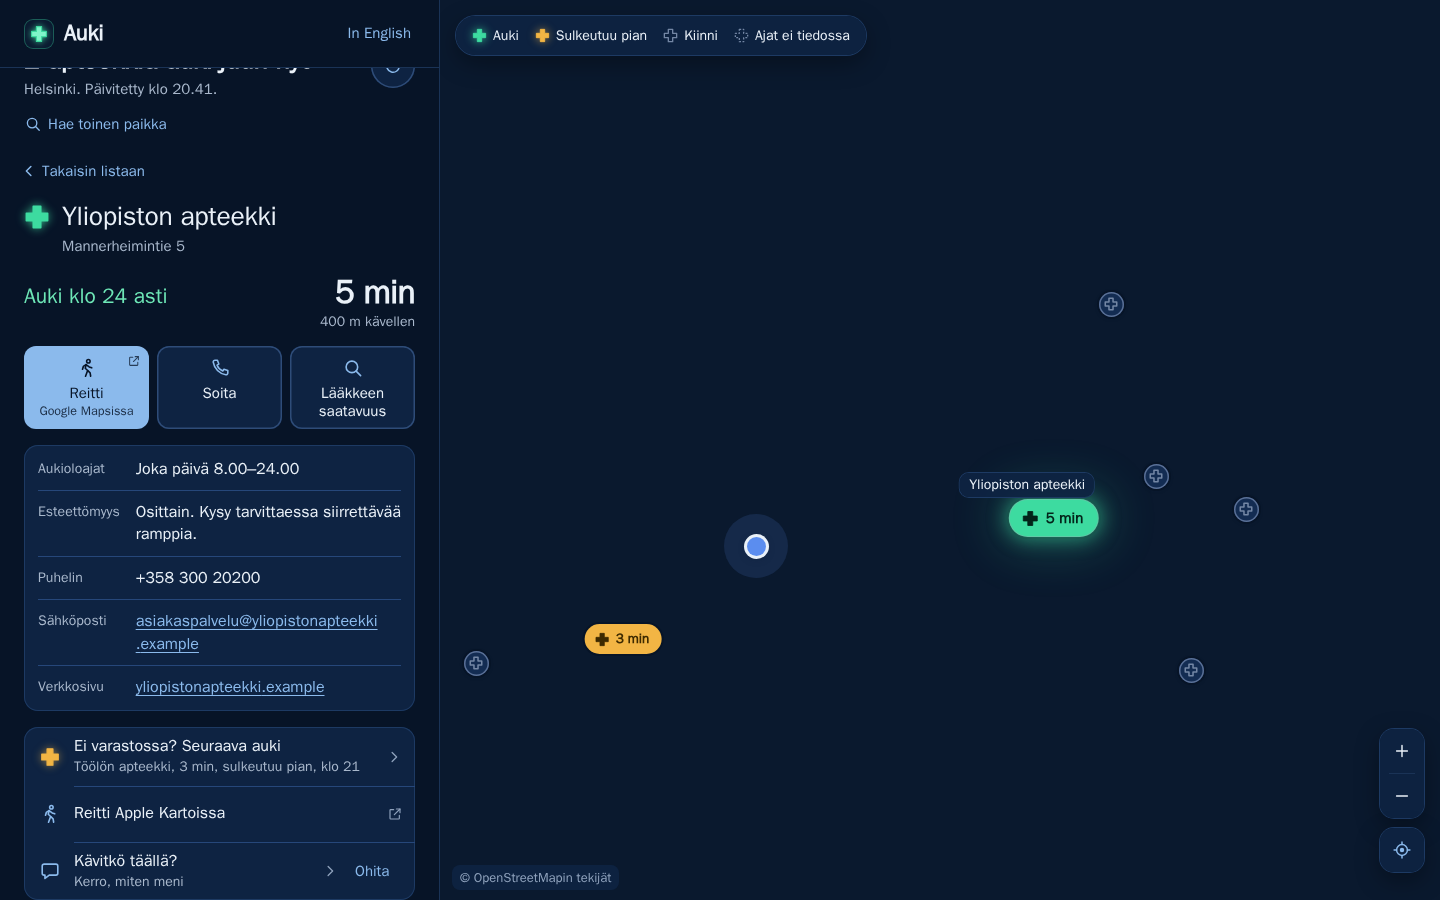 Auki
In English
Helsinki. Päivitetty klo 20.41.
Hae toinen paikka
Takaisin listaan
Yliopiston apteekki
Mannerheimintie 5
Auki klo 24 asti
5 min
400 m kävellen
Reitti
Google Mapsissa
Soita
Lääkkeen
saatavuus
Aukioloajat
Joka päivä 8.00–24.00
Esteettömyys
Osittain. Kysy tarvittaessa siirrettävää
ramppia.
Puhelin
+358 300 20200
Sähköposti
asiakaspalvelu@yliopistonapteekki
.example
Verkkosivu
yliopistonapteekki.example
Ei varastossa? Seuraava auki
Töölön apteekki, 3 min, sulkeutuu pian, klo 21
Reitti Apple Kartoissa
Kävitkö täällä?
Kerro, miten meni
Ohita
Auki
Sulkeutuu pian
Kiinni
Ajat ei tiedossa
Yliopiston apteekki
5 min
3 min
© OpenStreetMapin tekijät